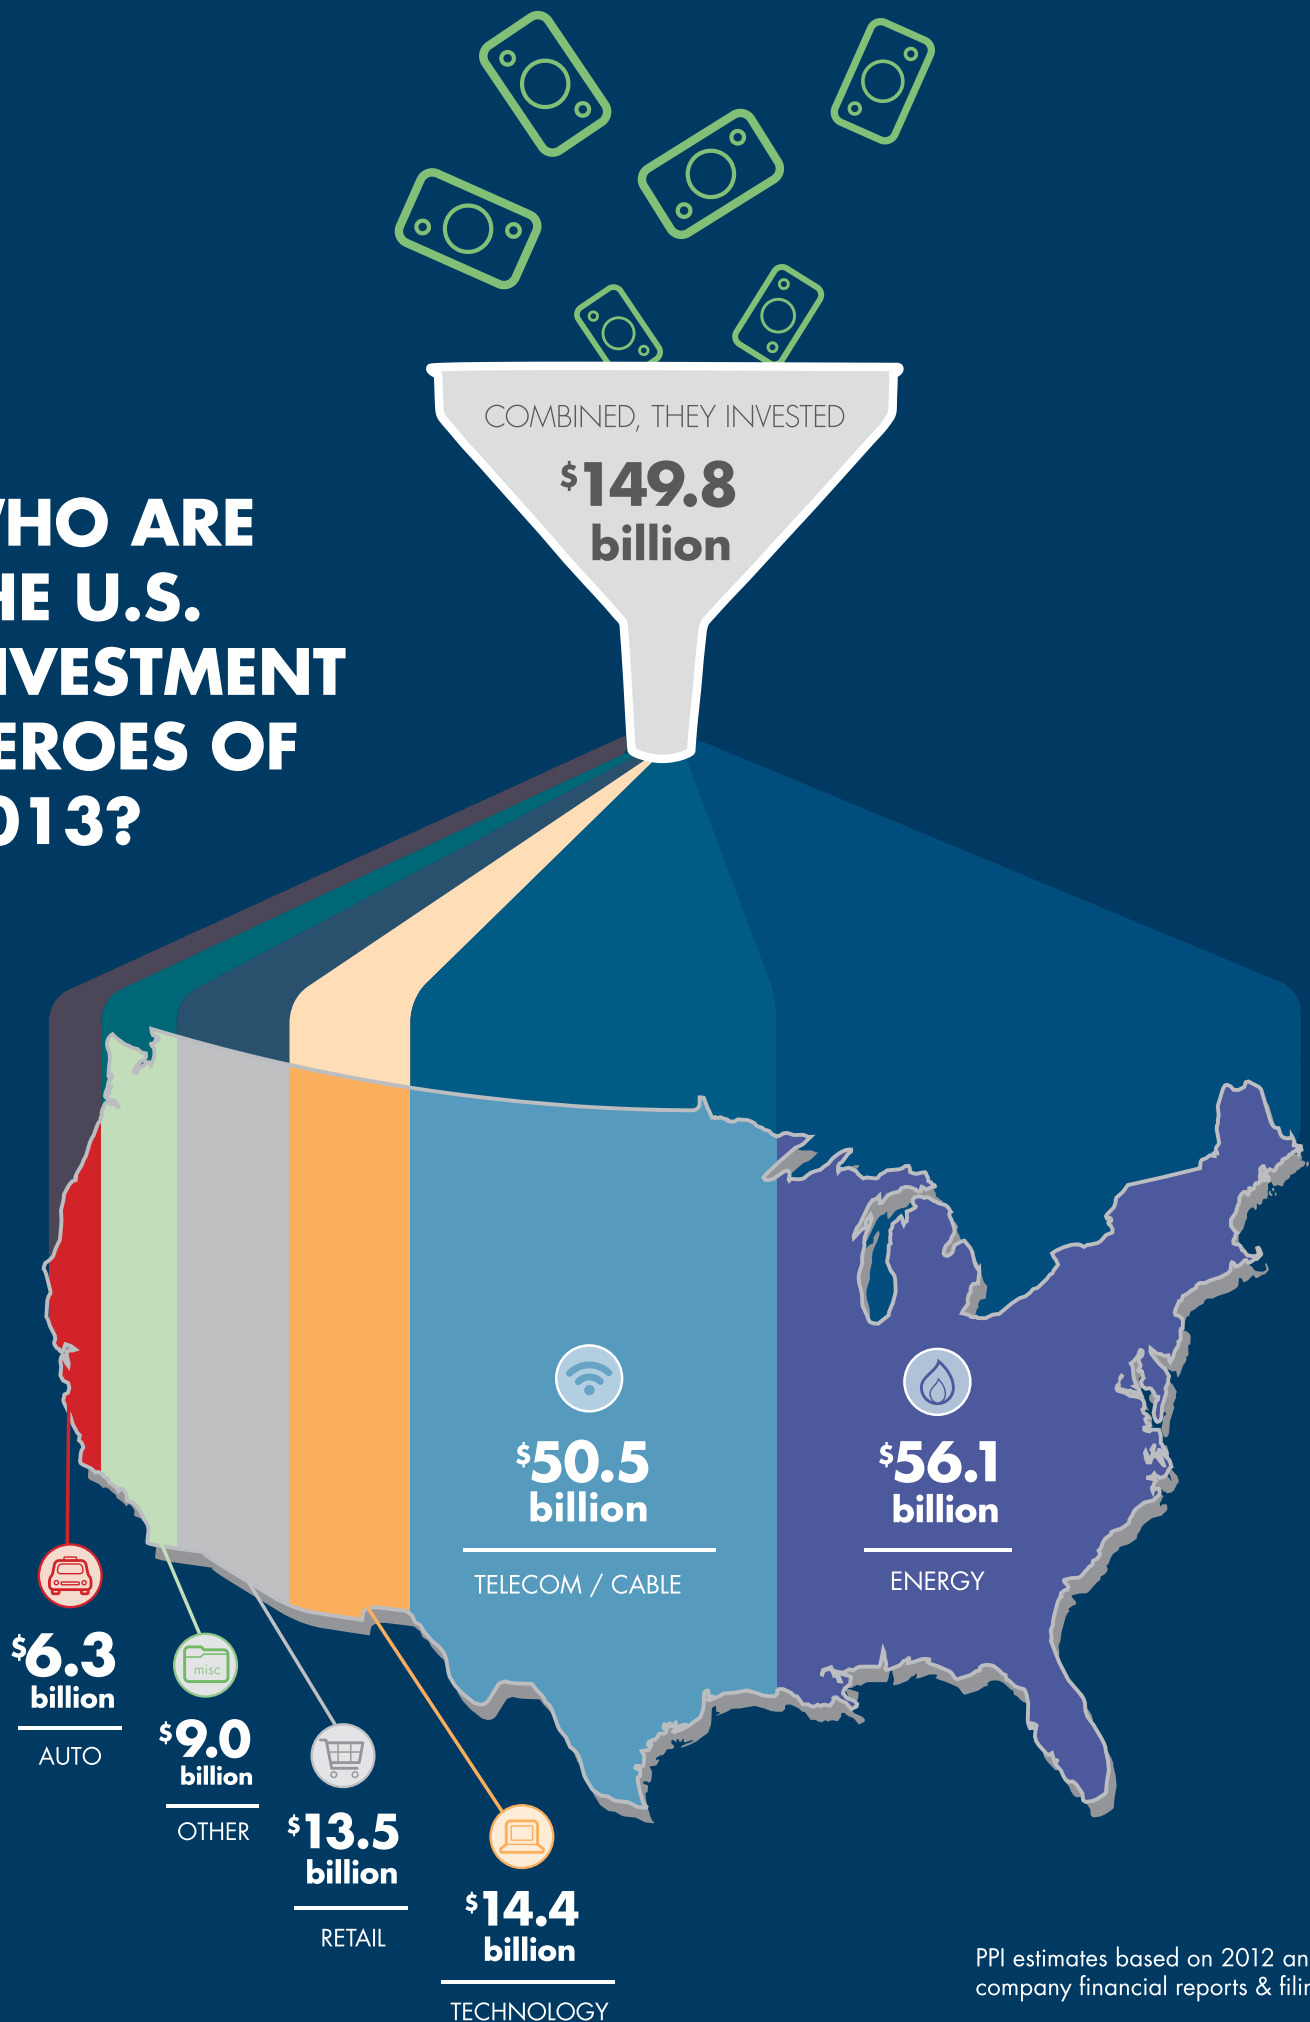 COMBINED, THEY INVESTED
$149.8
billion
WHO ARE
HE U.S.
NVESTMENT
EROES OF
013?
$50.5
billion
TELECOM / CABLE
$56.1
billion
ENERGY
$6.3
billion
AUTO
misc
$9.0
billion
OTHER
$13.5
billion
RETAIL
$14.4
billion
TECHNOLOGY
PPI estimates based on 2012 an
company financial reports & filin